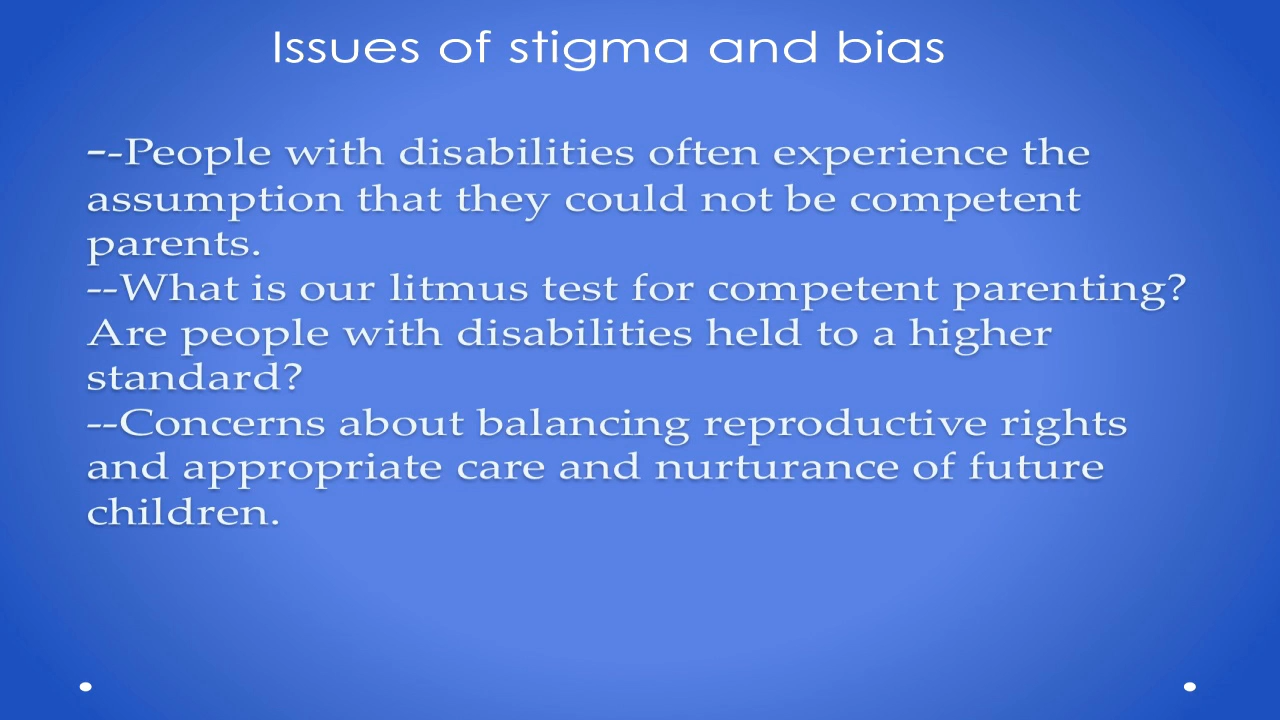 Issues of stigma and bias
--People with disabilities often experience the
assumption that they could not be competent
parents.
--What is our litmus test for competent parenting?
Are people with disabilities held to a higher
standard?
--Concerns about balancing reproductive rights
and appropriate care and nurturance of future
children.